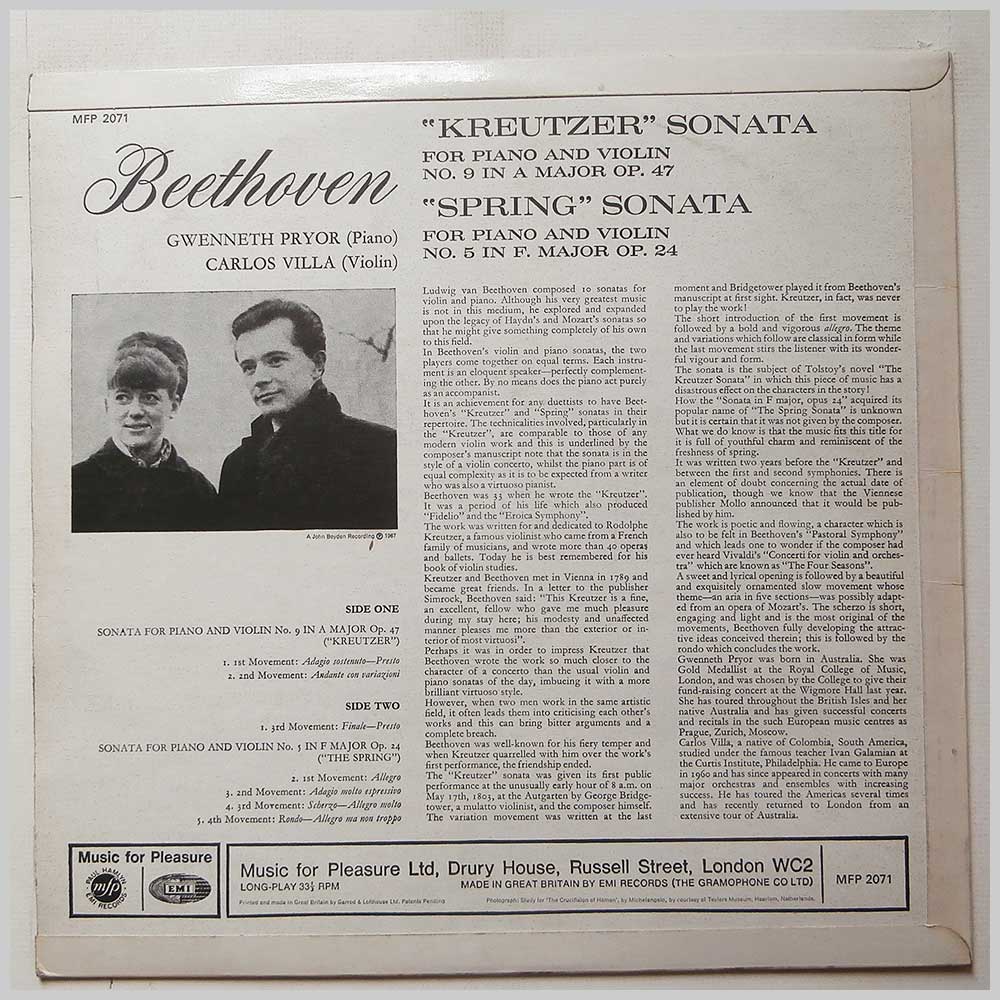 MFP 2071
Beethoven
GWENNETH PRYOR (Piano)
CARLOS VILLA (Violin)
"KREUTZER" SONATA
FOR PIANO AND VIOLIN
NO. 9 IN A MAJOR OP. 47
"SPRING" SONATA
FOR PIANO AND VIOLIN
NO. 5 IN F. MAJOR OP. 24
A John Boyden Recording Ⓟ 1967
SIDE ONE
SONATA FOR PIANO AND VIOLIN No. 9 IN A MAJOR Op. 47
("KREUTZER")
1. 1st Movement: Adagio sostenuto—Presto
2. 2nd Movement: Andante con variazioni
SIDE TWO
1. 3rd Movement: Finale—Presto
SONATA FOR PIANO AND VIOLIN No. 5 IN F MAJOR Op. 24
("THE SPRING")
2. 1st Movement: Allegro
3. 2nd Movement: Adagio molto espressivo
4. 3rd Movement: Scherzo—Allegro molto
5. 4th Movement: Rondo—Allegro ma non troppo
Ludwig van Beethoven composed 10 sonatas for
violin and piano. Although his very greatest music
is not in this medium, he explored and expanded
upon the legacy of Haydn's and Mozart's sonatas so
that he might give something completely of his own
to this field.
In Beethoven's violin and piano sonatas, the two
players come together on equal terms. Each instru-
ment is an eloquent speaker—perfectly complement-
ing the other. By no means does the piano act purely
as an accompanist.
It is an achievement for any duettists to have Beet-
hoven's "Kreutzer" and "Spring" sonatas in their
repertoire. The technicalities involved, particularly in
the "Kreutzer", are comparable to those of any
modern violin work and this is underlined by the
composer's manuscript note that the sonata is in the
style of a violin concerto, whilst the piano part is of
equal complexity as it is to be expected from a writer
who was also a virtuoso pianist.
Beethoven was 33 when he wrote the "Kreutzer".
It was a period of his life which also produced
"Fidelio" and the "Eroica Symphony".
The work was written for and dedicated to Rodolphe
Kreutzer, a famous violinist who came from a French
family of musicians, and wrote more than 40 operas
and ballets. Today he is best remembered for his
book of violin studies.
Kreutzer and Beethoven met in Vienna in 1789 and
became great friends. In a letter to the publisher
Simrock, Beethoven said: "This Kreutzer is a fine,
an excellent, fellow who gave me much pleasure
during my stay here; his modesty and unaffected
manner pleases me more than the exterior or in-
terior of most virtuosi".
Perhaps it was in order to impress Kreutzer that
Beethoven wrote the work so much closer to the
character of a concerto than the usual violin and
piano sonatas of the day, imbueing it with a more
brilliant virtuoso style.
However, when two men work in the same artistic
field, it often leads them into criticising each other's
works and this can bring bitter arguments and a
complete breach.
Beethoven was well-known for his fiery temper and
when Kreutzer quarrelled with him over the work's
first performance, the friendship ended.
The "Kreutzer" sonata was given its first public
performance at the unusually early hour of 8 a.m. on
May 17th, 1803, at the Autgarten by George Bridge-
tower, a mulatto violinist, and the composer himself.
The variation movement was written at the last
moment and Bridgetower played it from Beethoven's
manuscript at first sight. Kreutzer, in fact, was never
to play the work!
The short introduction of the first movement is
followed by a bold and vigorous allegro. The theme
and variations which follow are classical in form while
the last movement stirs the listener with its wonder-
ful vigour and form.
The sonata is the subject of Tolstoy's novel "The
Kreutzer Sonata" in which this piece of music has a
disastrous effect on the characters in the story!
How the "Sonata in F major, opus 24" acquired its
popular name of "The Spring Sonata" is unknown
but it is certain that it was not given by the composer.
What we do know is that the music fits this title for
it is full of youthful charm and reminiscent of the
freshness of spring.
It was written two years before the "Kreutzer" and
between the first and second symphonies. There is
an element of doubt concerning the actual date of
publication, though we know that the Viennese
publisher Mollo announced that it would be pub-
lished by him.
The work is poetic and flowing, a character which is
also to be felt in Beethoven's "Pastoral Symphony"
and which leads one to wonder if the composer had
ever heard Vivaldi's "Concerti for violin and orches-
tra" which are known as "The Four Seasons".
A sweet and lyrical opening is followed by a beautiful
and exquisitely ornamented slow movement whose
theme—an aria in five sections—was possibly adapt-
ed from an opera of Mozart's. The scherzo is short,
engaging and light and is the most original of the
movements, Beethoven fully developing the attrac-
tive ideas conceived therein; this is followed by the
rondo which concludes the work.
Gwenneth Pryor was born in Australia. She was
Gold Medallist at the Royal College of Music,
London, and was chosen by the College to give their
fund-raising concert at the Wigmore Hall last year.
She has toured throughout the British Isles and her
native Australia and has given successful concerts
and recitals in the such European music centres as
Prague, Zurich, Moscow.
Carlos Villa, a native of Colombia, South America,
studied under the famous teacher Ivan Galamian at
the Curtis Institute, Philadelphia. He came to Europe
in 1960 and has since appeared in concerts with many
major orchestras and ensembles with increasing
success. He has toured the Americas several times
and has recently returned to London from an
extensive tour of Australia.
Music for Pleasure
PAUL HAMLYN
mfp
EMI RECORDS
EMI
Music for Pleasure Ltd, Drury House, Russell Street, London WC2
LONG-PLAY 33⅓ RPM
MADE IN GREAT BRITAIN BY EMI RECORDS (THE GRAMOPHONE CO LTD)
MFP 2071
Printed and made in Great Britain by Garrod & Lofthouse Ltd. Patents Pending
Photograph: Study for 'The Crucifixion of Haman', by Michelangelo, by courtesy of Teylers Museum, Haarlem, Netherlands.